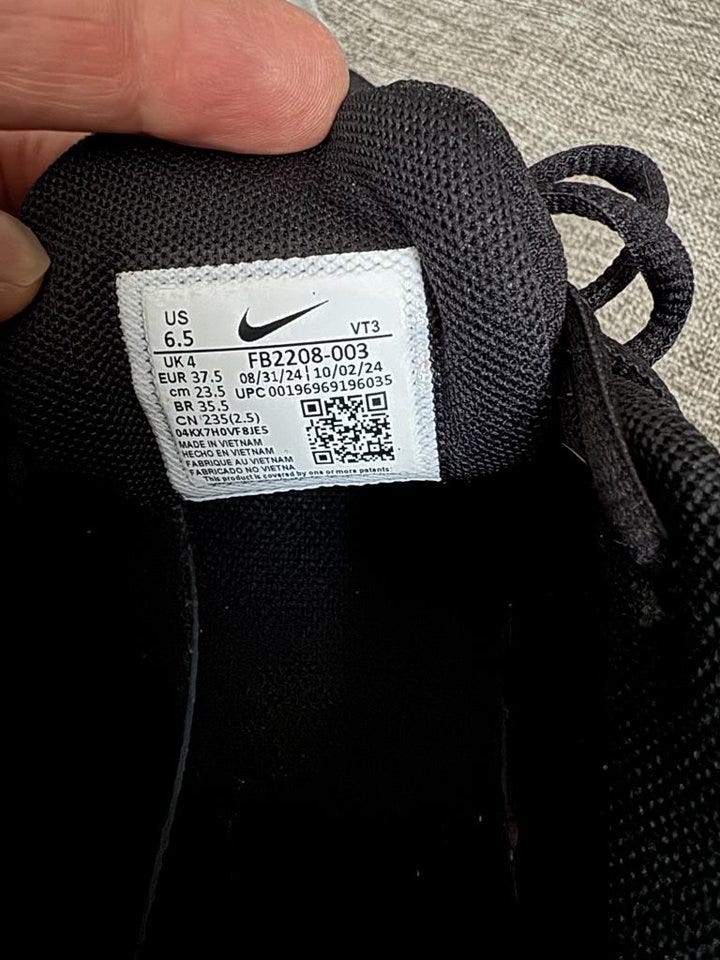 US
6.5
VT3
UK 4
FB2208-003
EUR 37.5
08/31/24 | 10/02/24
cm 23.5
UPC 00196969196035
BR 35.5
CN 235(2.5)
04KX7H0VF8JE5
MADE IN VIETNAM
HECHO EN VIETNAM
FABRIQUE AU VIETNAM
FABRICADO NO VIETNA
This product is covered by one or more patents: